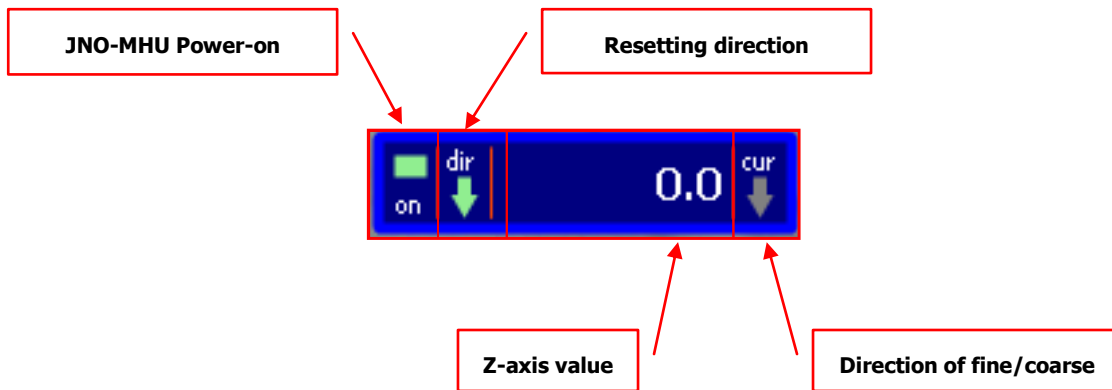 JNO-MHU Power-on
Resetting direction
on
dir
0.0
cur
Z-axis value
Direction of fine/coarse